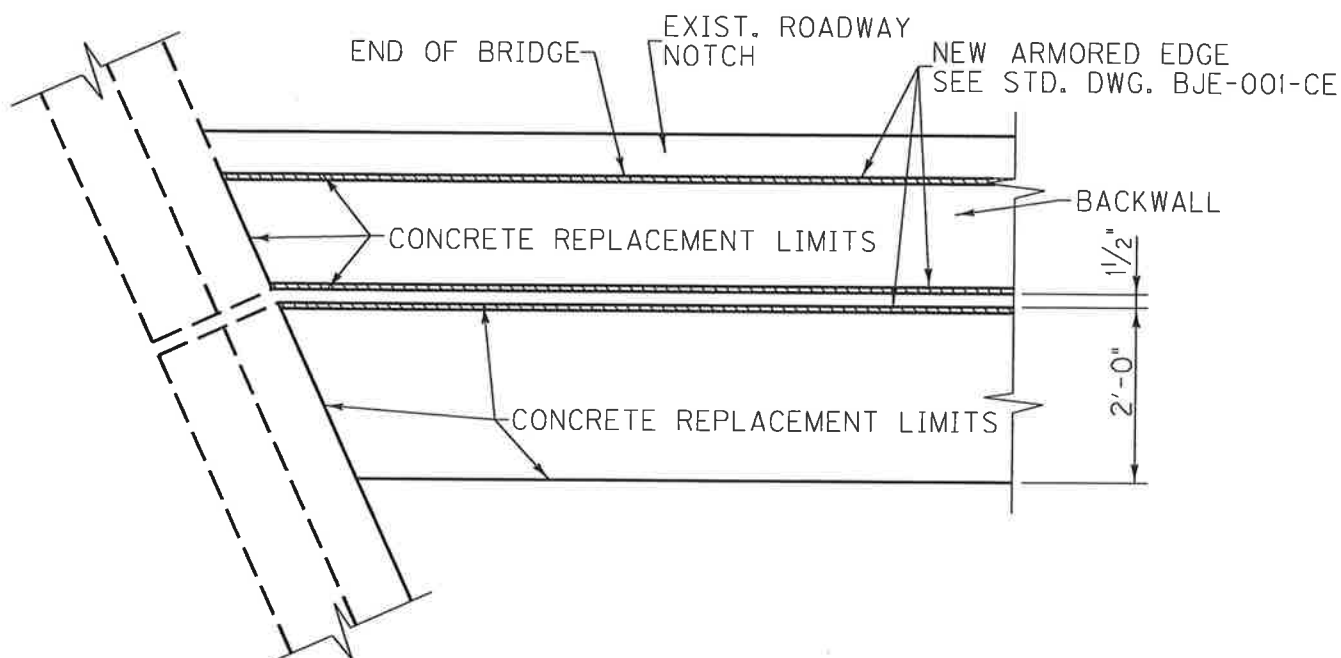 EXIST. ROADWAY
NOTCH
END OF BRIDGE
NEW ARMORED EDGE
SEE STD. DWG. BJE-001-CE
BACKWALL
CONCRETE REPLACEMENT LIMITS
1½"
CONCRETE REPLACEMENT LIMITS
2'-0"